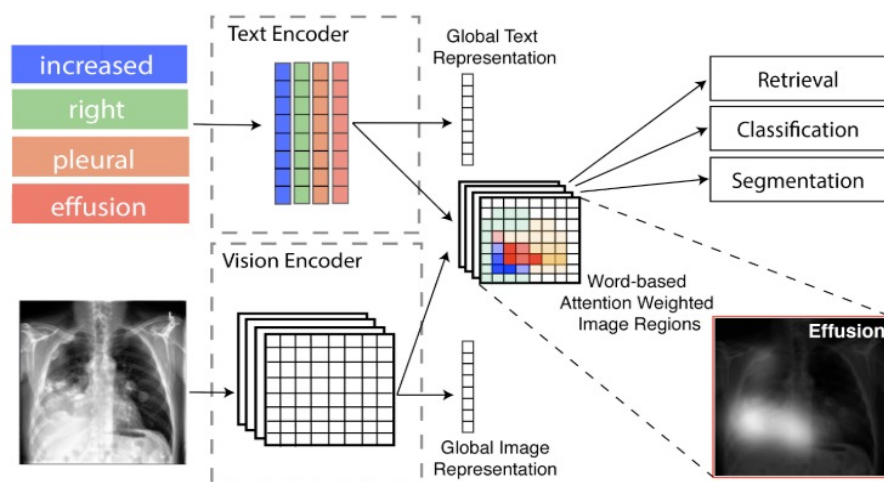 increased
right
pleural
effusion
Text Encoder
Global Text
Representation
Vision Encoder
Word-based
Attention Weighted
Image Regions
Global Image
Representation
Retrieval
Classification
Segmentation
Effusion